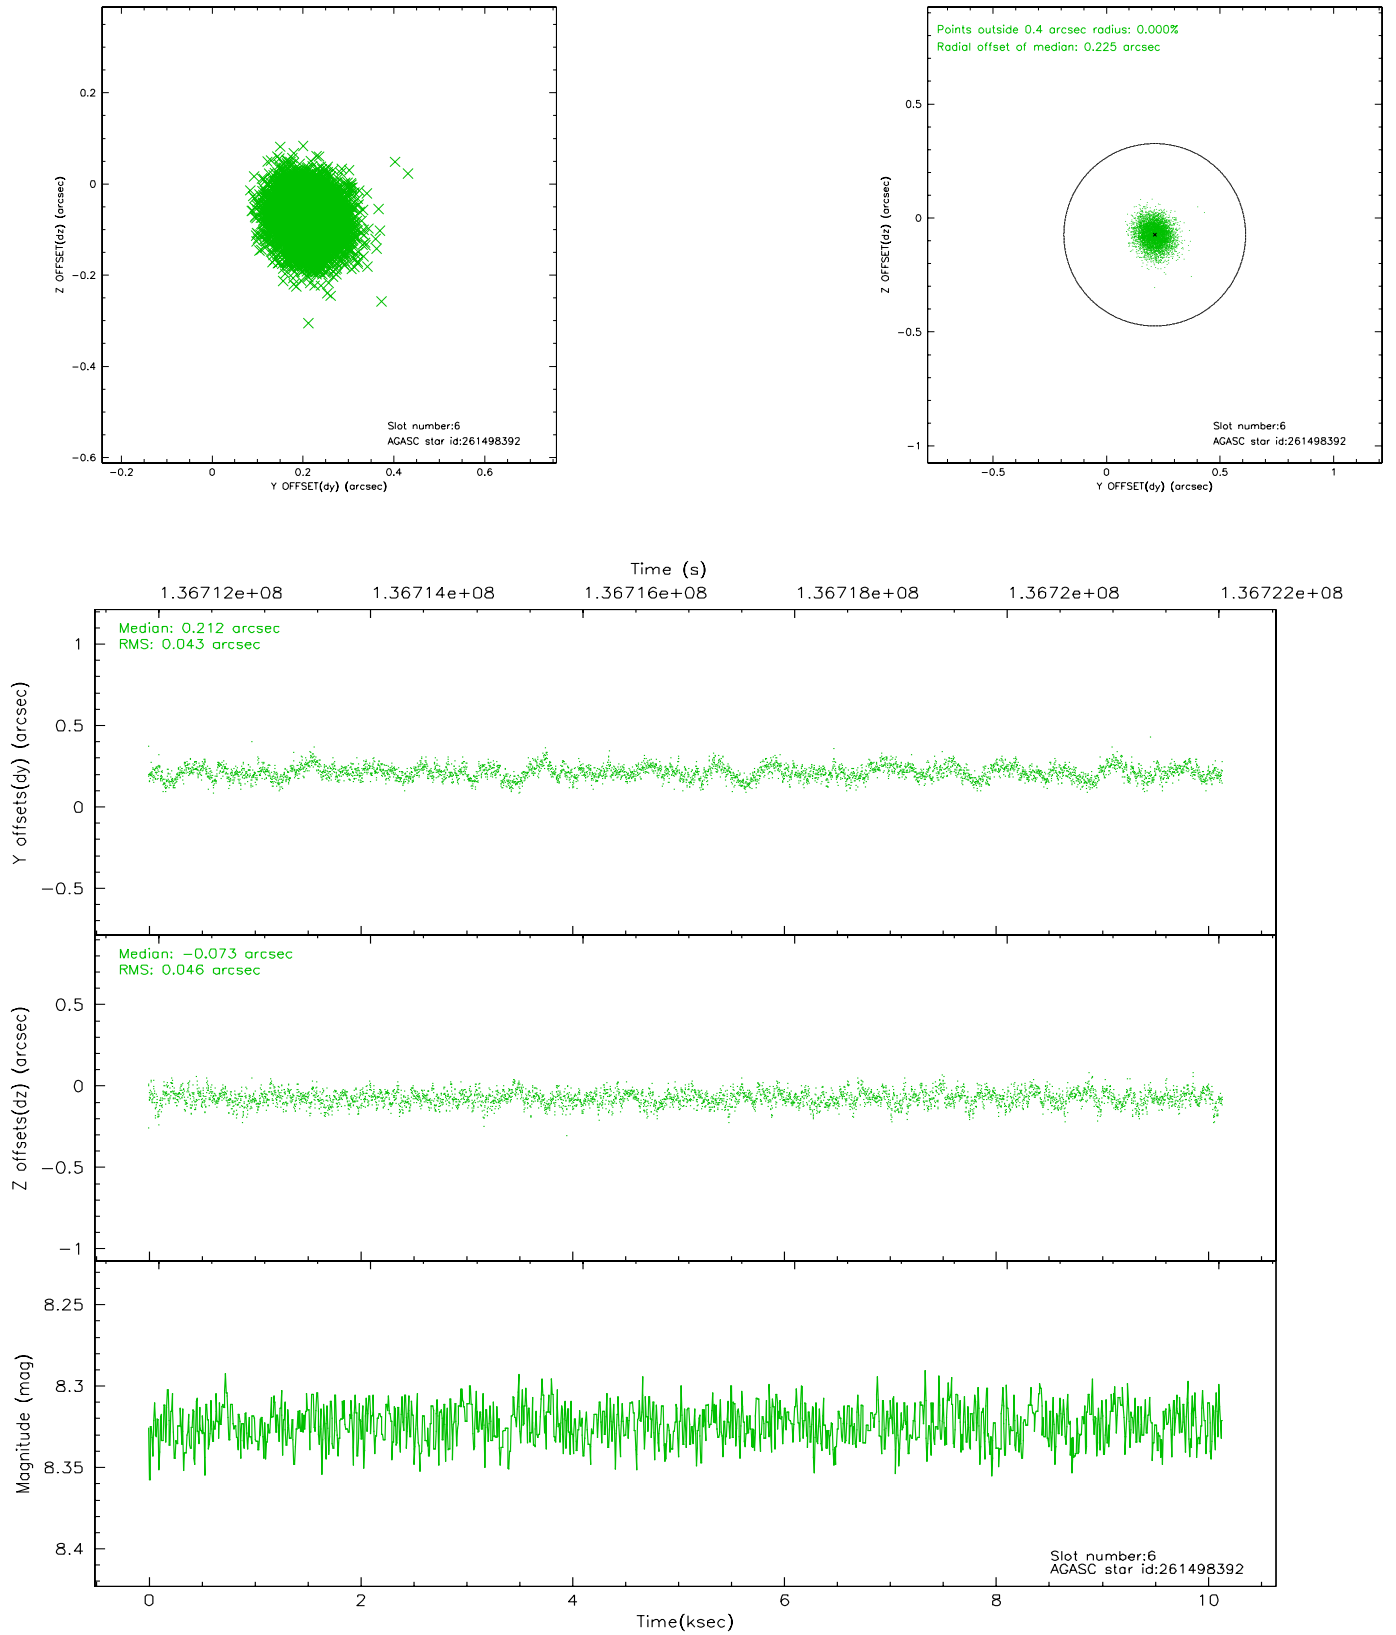 0.2
0
−0.2
−0.4
−0.6
Z OFFSET(dz) (arcsec)
Slot number:6
AGASC star id:261498392
−0.2 0 0.2 0.4 0.6
Y OFFSET(dy) (arcsec)
Points outside 0.4 arcsec radius: 0.000%
Radial offset of median: 0.225 arcsec
0.5
0
−0.5
−1
Z OFFSET(dz) (arcsec)
Slot number:6
AGASC star id:261498392
−0.5 0 0.5 1
Y OFFSET(dy) (arcsec)
Time (s)
1.36712e+08 1.36714e+08 1.36716e+08 1.36718e+08 1.3672e+08 1.36722e+08
Median: 0.212 arcsec
RMS: 0.043 arcsec
1
0.5
0
−0.5
Y offsets(dy) (arcsec)
Median: −0.073 arcsec
RMS: 0.046 arcsec
0.5
0
−0.5
−1
Z offsets(dz) (arcsec)
8.25
8.3
8.35
8.4
Magnitude (mag)
Slot number:6
AGASC star id:261498392
0 2 4 6 8 10
Time(ksec)